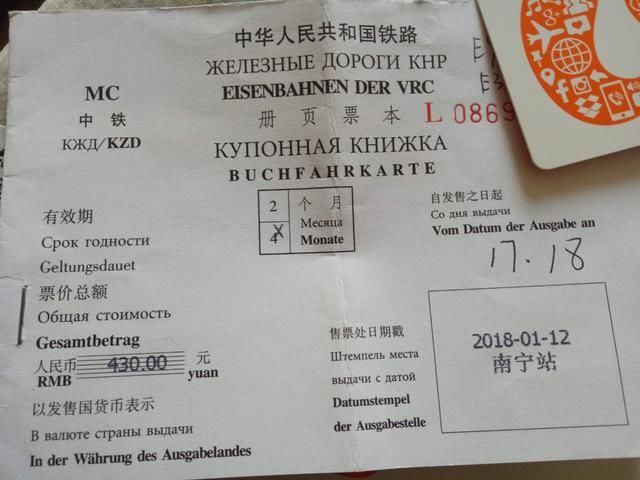 中华人民共和国铁路
ЖЕЛЕЗНЫЕ ДОРОГИ КНР
EISENBAHNEN DER VRC
MC
中 铁
КЖД/KZD
册 页 票 本 L 0869
КУПОННАЯ КНИЖКА
BUCHFAHRKARTE
有效期
Срок годности
Geltungsdauet
2 个 月
Месяца
4 Monate
自发售之日起
Со дня выдачи
Vom Datum der Ausgabe an
17.18
票价总额
Общая стоимость
Gesamtbetrag
人民币 430.00 元
RMB yuan
以发售国货币表示
В валюте страны выдачи
In der Währung des Ausgabelandes
售票处日期戳
Штемпель места
выдачи с датой
Datumstempel
der Ausgabestelle
2018-01-12
南宁站